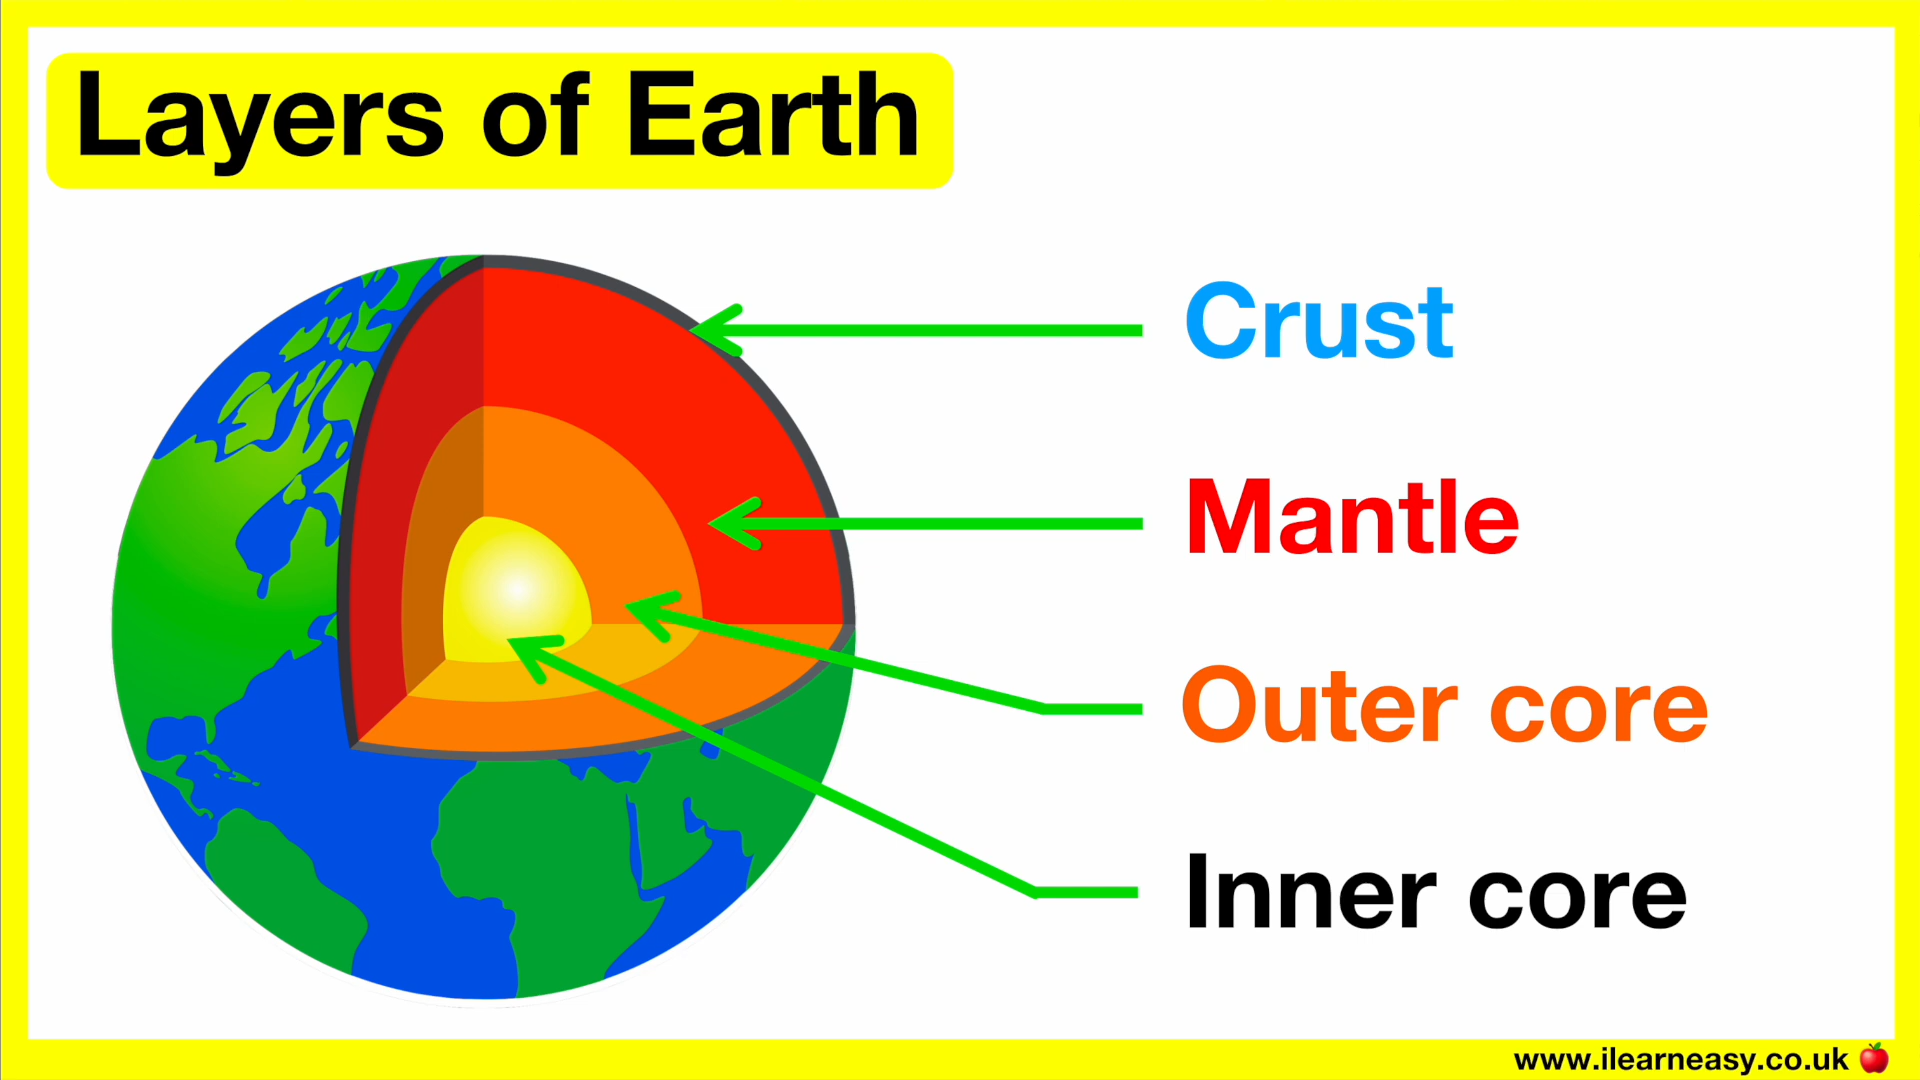 Layers of Earth
Crust
Mantle
Outer core
Inner core
www.ilearneasy.co.uk